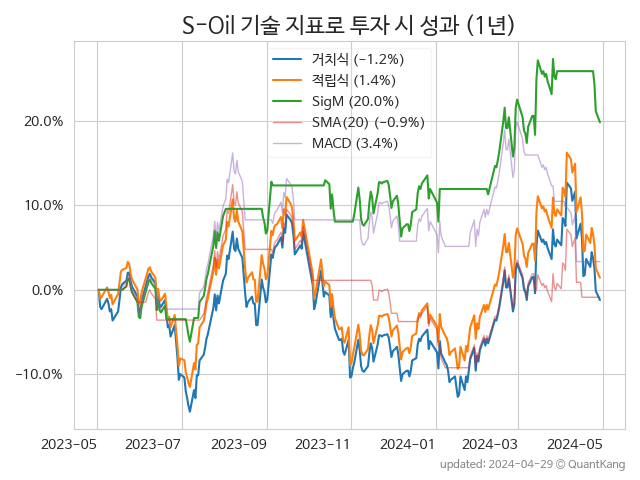 S-Oil 기술 지표로 투자 시 성과 (1년)
거치식 (−1.2%)
적립식 (1.4%)
SigM (20.0%)
SMA(20) (−0.9%)
MACD (3.4%)
20.0%
10.0%
0.0%
−10.0%
2023-05 2023-07 2023-09 2023-11 2024-01 2024-03 2024-05
updated: 2024-04-29 © QuantKang